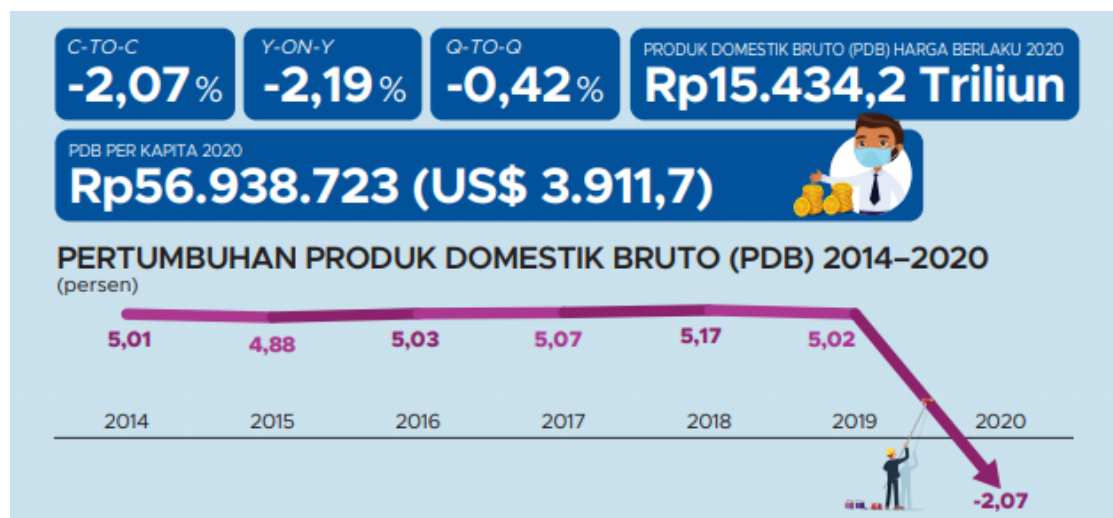 C-TO-C
-2,07%
Y-ON-Y
-2,19%
Q-TO-Q
-0,42%
PRODUK DOMESTIK BRUTO (PDB) HARGA BERLAKU 2020
Rp15.434,2 Triliun
PDB PER KAPITA 2020
Rp56.938.723 (US$ 3.911,7)
PERTUMBUHAN PRODUK DOMESTIK BRUTO (PDB) 2014–2020
(persen)
5,01 4,88 5,03 5,07 5,17 5,02
2014 2015 2016 2017 2018 2019 2020
-2,07